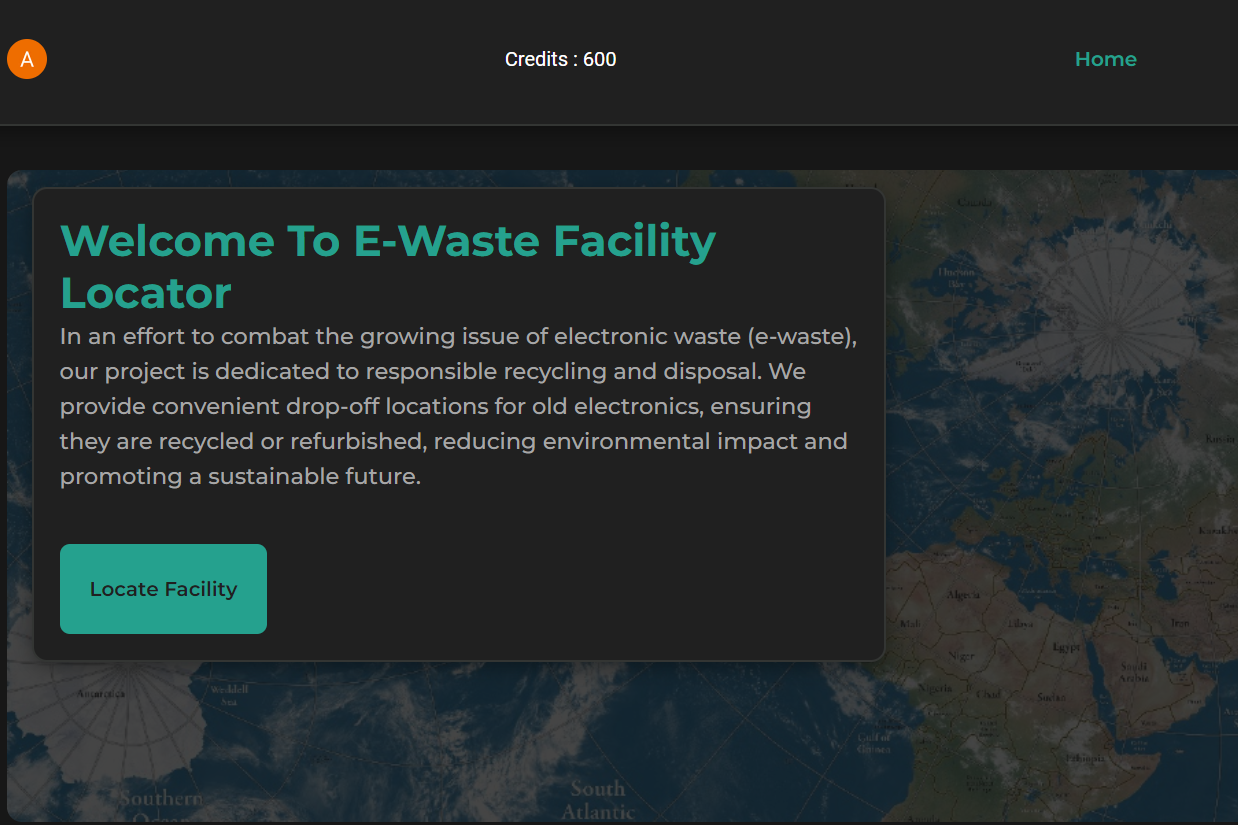 A
Credits : 600
Home
Welcome To E-Waste Facility
Locator
In an effort to combat the growing issue of electronic waste (e-waste),
our project is dedicated to responsible recycling and disposal. We
provide convenient drop-off locations for old electronics, ensuring
they are recycled or refurbished, reducing environmental impact and
promoting a sustainable future.
Locate Facility
Canada
Hudson
Bay
Algeria
Libya
Egypt
Mali
Niger
Saudi
Arabia
Iran
Nigeria
Chad
Sudan
Gulf of
Guinea
Ethiopia
Antarctica
Weddell
Sea
Southern
Ocean
South
Atlantic